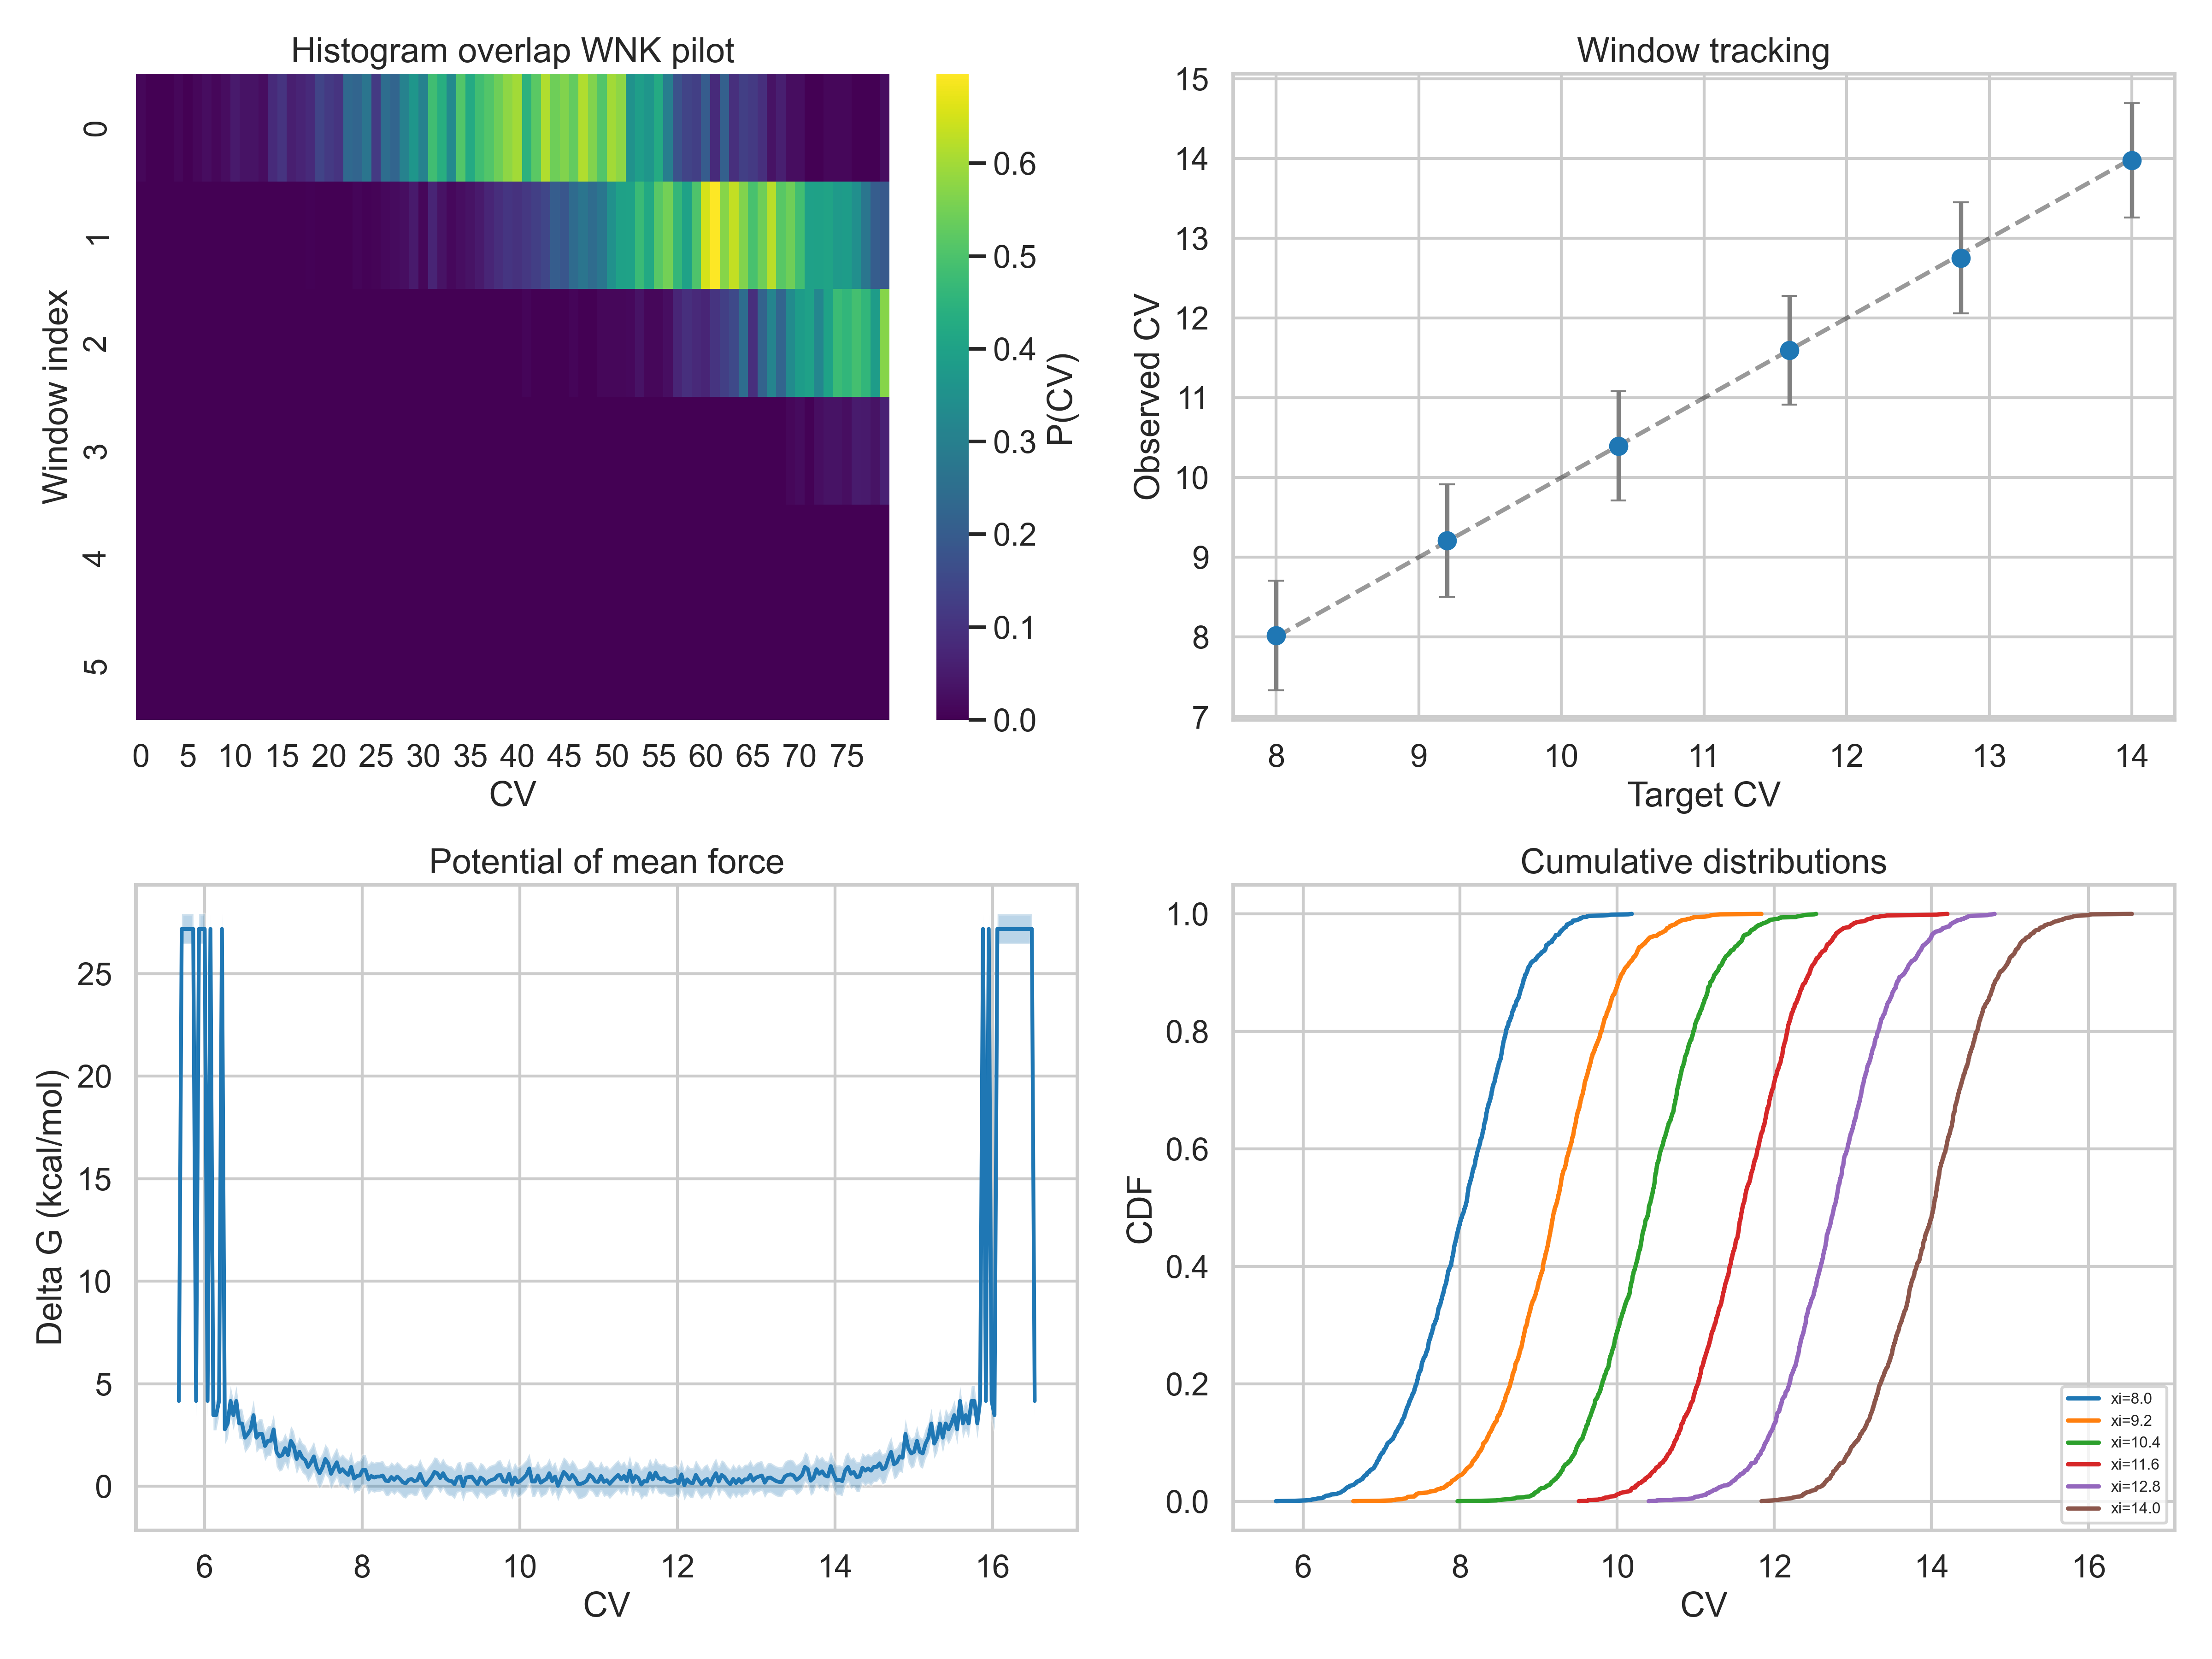 Histogram overlap WNK pilot
Window index
0
1
2
3
4
5
0 5 10 15 20 25 30 35 40 45 50 55 60 65 70 75
CV
0.6
0.5
0.4
0.3
0.2
0.1
0.0
P(CV)
Window tracking
Observed CV
15
14
13
12
11
10
9
8
7
8 9 10 11 12 13 14
Target CV
Potential of mean force
Delta G (kcal/mol)
25
20
15
10
5
0
6 8 10 12 14 16
CV
Cumulative distributions
CDF
1.0
0.8
0.6
0.4
0.2
0.0
xi=8.0
xi=9.2
xi=10.4
xi=11.6
xi=12.8
xi=14.0
6 8 10 12 14 16
CV